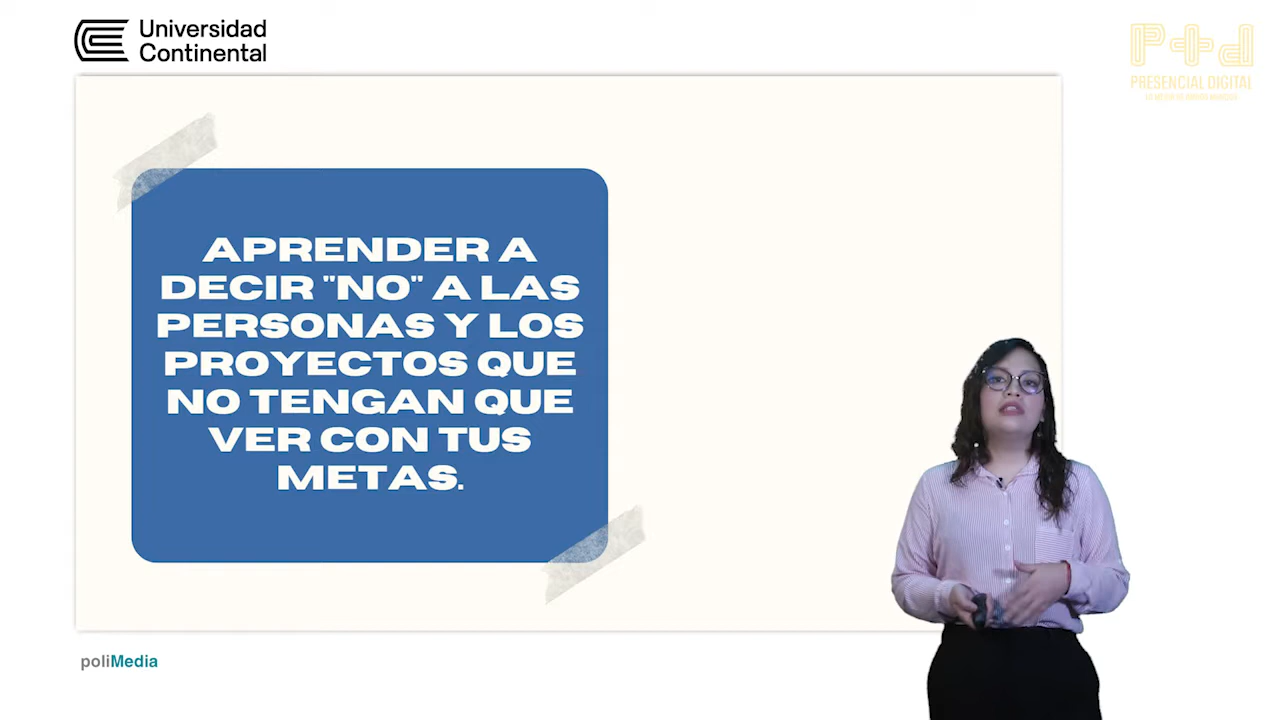 Universidad
Continental
P+d
PRESENCIAL DIGITAL
APRENDER A
DECIR "NO" A LAS
PERSONAS Y LOS
PROYECTOS QUE
NO TENGAN QUE
VER CON TUS
METAS.
poliMedia